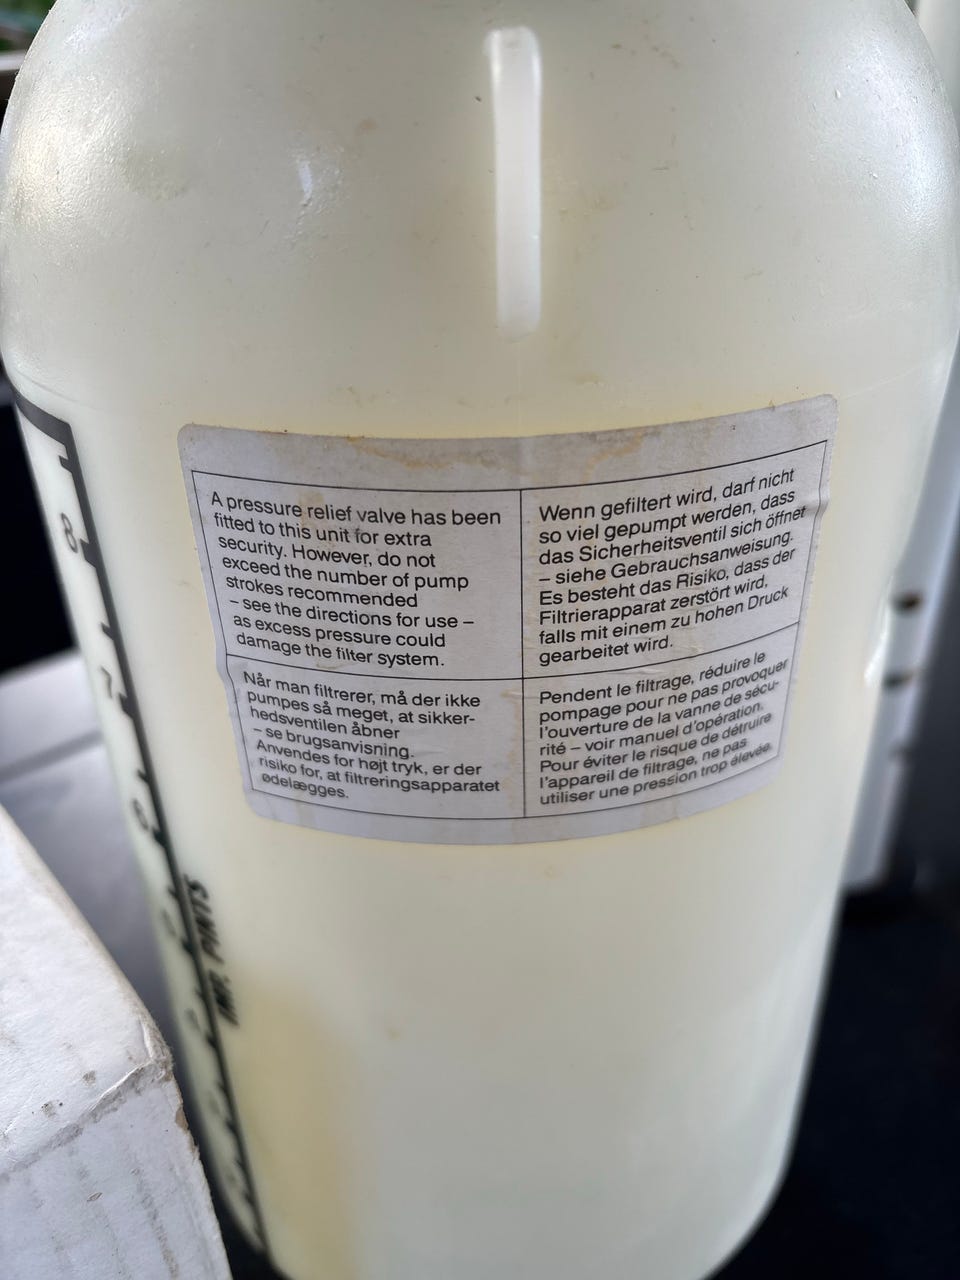 A pressure relief valve has been
fitted to this unit for extra
security. However, do not
exceed the number of pump
strokes recommended
– see the directions for use –
as excess pressure could
damage the filter system.
Wenn gefiltert wird, darf nicht
so viel gepumpt werden, dass
das Sicherheitsventil sich öffnet
– siehe Gebrauchsanweisung.
Es besteht das Risiko, dass der
Filtrierapparat zerstört wird,
falls mit einem zu hohen Druck
gearbeitet wird.
Når man filtrerer, må der ikke
pumpes så meget, at sikker-
hedsventilen åbner
– se brugsanvisning.
Anvendes for højt tryk, er der
risiko for, at filtreringsapparatet
ødelægges.
Pendent le filtrage, réduire le
pompage pour ne pas provoquer
l'ouverture de la vanne de sécu-
rité – voir manuel d'opération.
Pour éviter le risque de détruire
l'appareil de filtrage, ne pas
utiliser une pression trop élevée.
8
7
6
IMP. PINTS